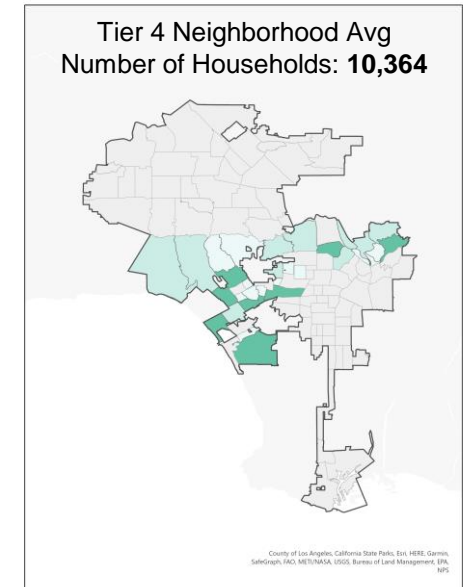 Tier 4 Neighborhood Avg
Number of Households: 10,364
County of Los Angeles, California State Parks, Esri, HERE, Garmin,
SafeGraph, FAO, METI/NASA, USGS, Bureau of Land Management, EPA,
NPS